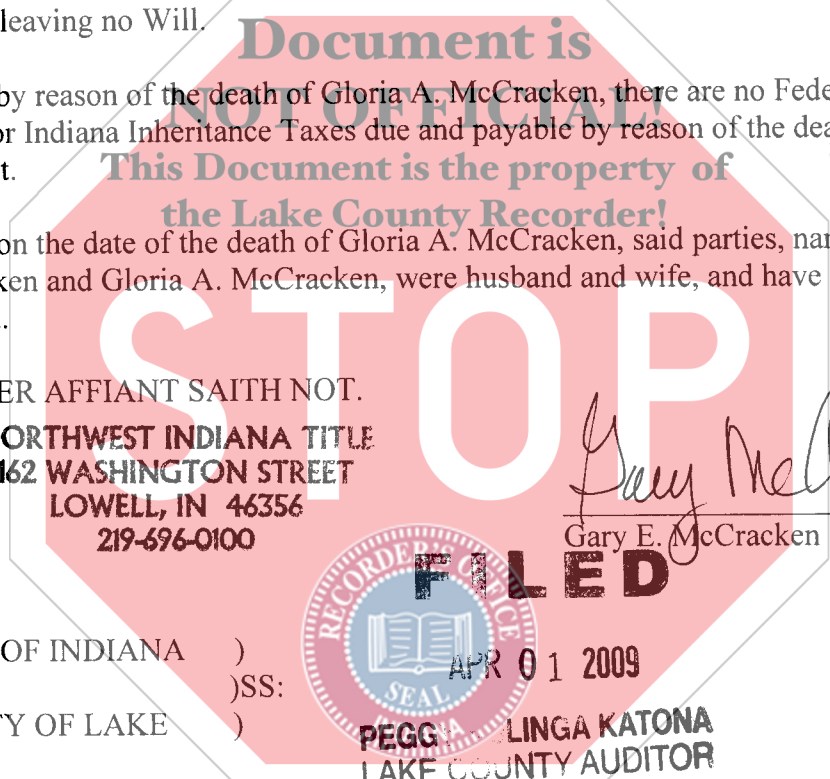 leaving no Will.
Document is
by reason of the death of Gloria A. McCracken, there are no Fede
NOT OFFICIAL!
or Indiana Inheritance Taxes due and payable by reason of the dea
t.
This Document is the property of
the Lake County Recorder!
on the date of the death of Gloria A. McCracken, said parties, nan
ken and Gloria A. McCracken, were husband and wife, and have
.
STOP
ER AFFIANT SAITH NOT.
ORTHWEST INDIANA TITLE
162 WASHINGTON STREET
LOWELL, IN 46356
219-696-0100
Gary
Gary E. McCracken
FILED
RECORDER'S OFFICE
OF INDIANA )
)SS:
APR 01 2009
SEAL
TY OF LAKE )
LINGA KATONA
LAKE COUNTY AUDITOR